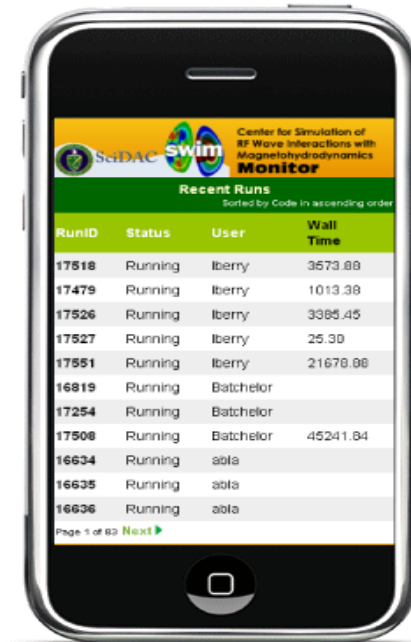 SciDAC
swim
Center for Simulation of
RF Wave Interactions with
Magnetohydrodynamics
Monitor
Recent Runs
Sorted by Code in ascending order
RunID Status User Wall Time
17518 Running lberry 3573.88
17479 Running lberry 1013.38
17526 Running lberry 3385.45
17527 Running lberry 25.30
17551 Running lberry 21678.88
16819 Running Batchelor
17254 Running Batchelor
17508 Running Batchelor 45241.84
16634 Running abla
16635 Running abla
16636 Running abla
Page 1 of 83 Next